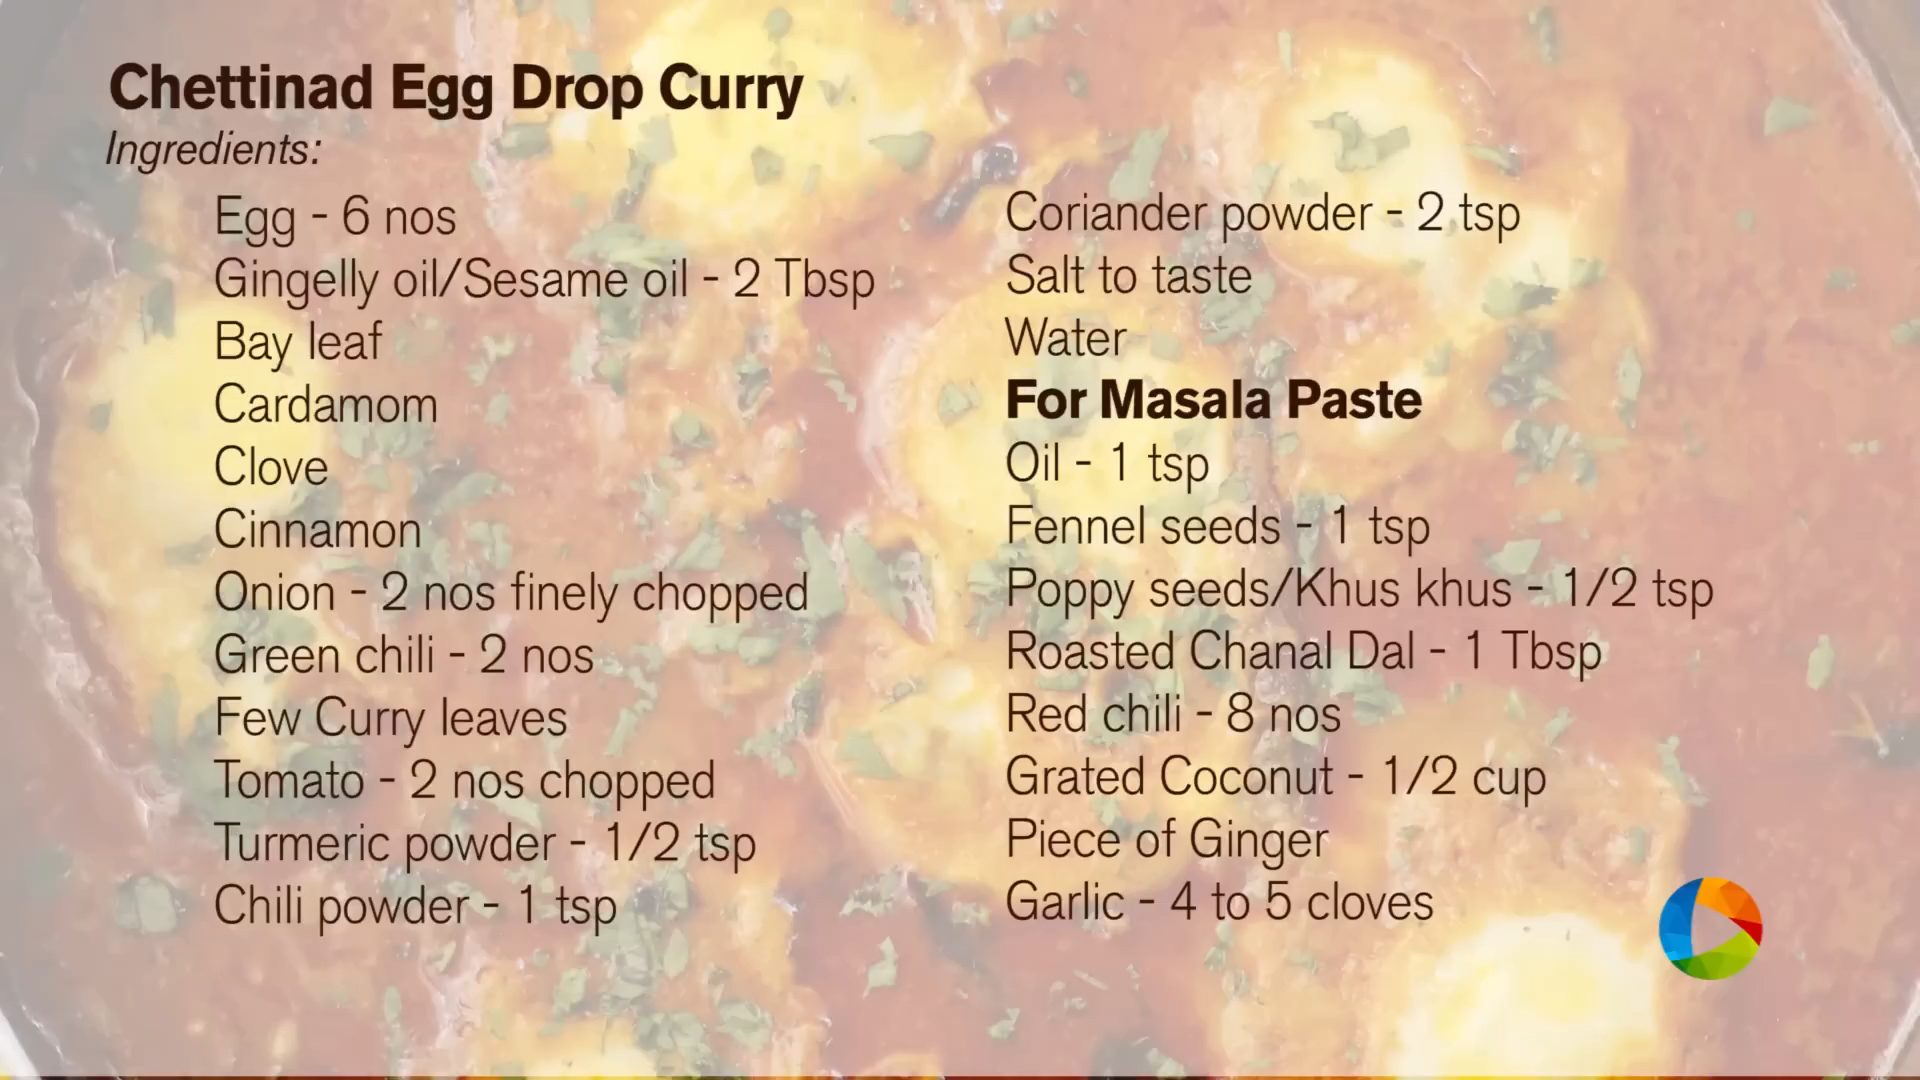 Chettinad Egg Drop Curry
Ingredients:
Egg - 6 nos
Gingelly oil/Sesame oil - 2 Tbsp
Bay leaf
Cardamom
Clove
Cinnamon
Onion - 2 nos finely chopped
Green chili - 2 nos
Few Curry leaves
Tomato - 2 nos chopped
Turmeric powder - 1/2 tsp
Chili powder - 1 tsp
Coriander powder - 2 tsp
Salt to taste
Water
For Masala Paste
Oil - 1 tsp
Fennel seeds - 1 tsp
Poppy seeds/Khus khus - 1/2 tsp
Roasted Chanal Dal - 1 Tbsp
Red chili - 8 nos
Grated Coconut - 1/2 cup
Piece of Ginger
Garlic - 4 to 5 cloves